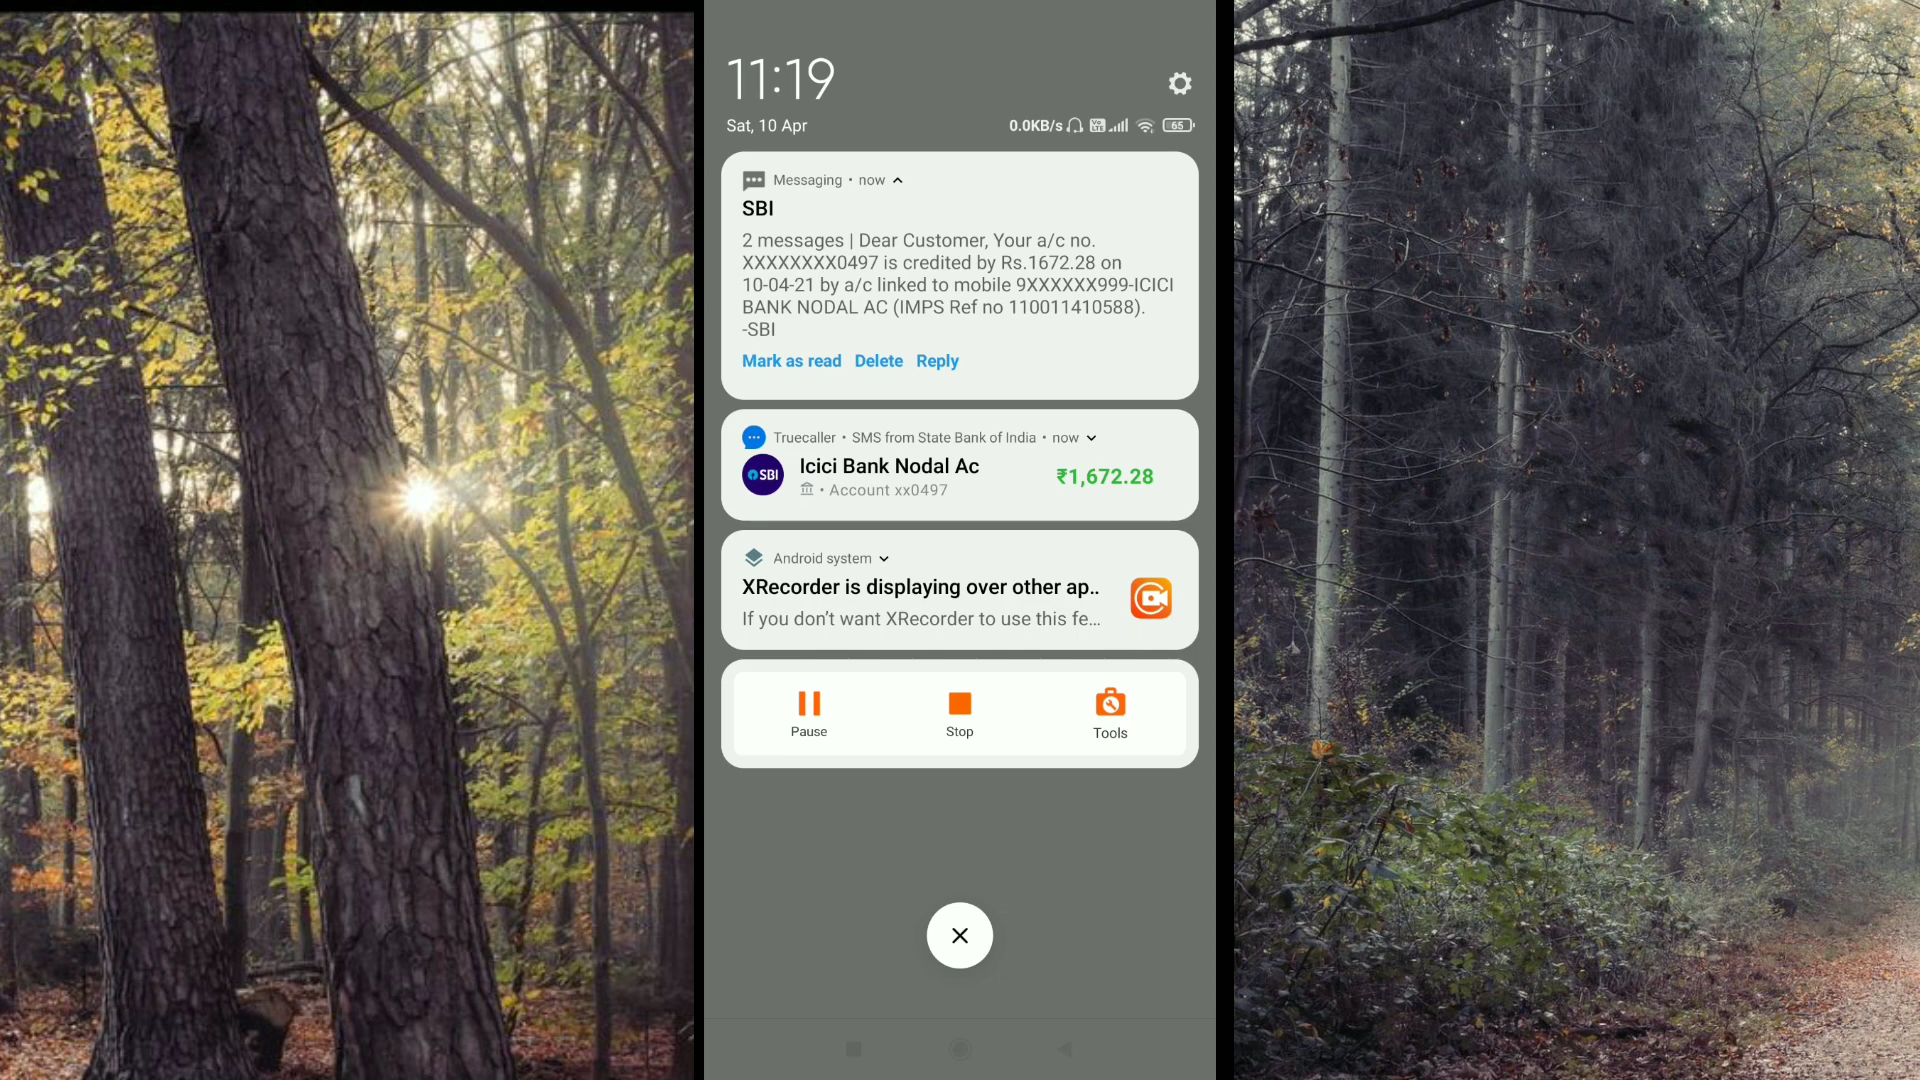 11:19
Sat, 10 Apr
0.0KB/s
Vo
LTE
65
Messaging • now
SBI
2 messages | Dear Customer, Your a/c no.
XXXXXXXX0497 is credited by Rs.1672.28 on
10-04-21 by a/c linked to mobile 9XXXXXX999-ICICI
BANK NODAL AC (IMPS Ref no 110011410588).
-SBI
Mark as read Delete Reply
Truecaller • SMS from State Bank of India • now
SBI
Icici Bank Nodal Ac
₹1,672.28
• Account xx0497
Android system
XRecorder is displaying over other ap..
If you don't want XRecorder to use this fe...
Pause Stop Tools